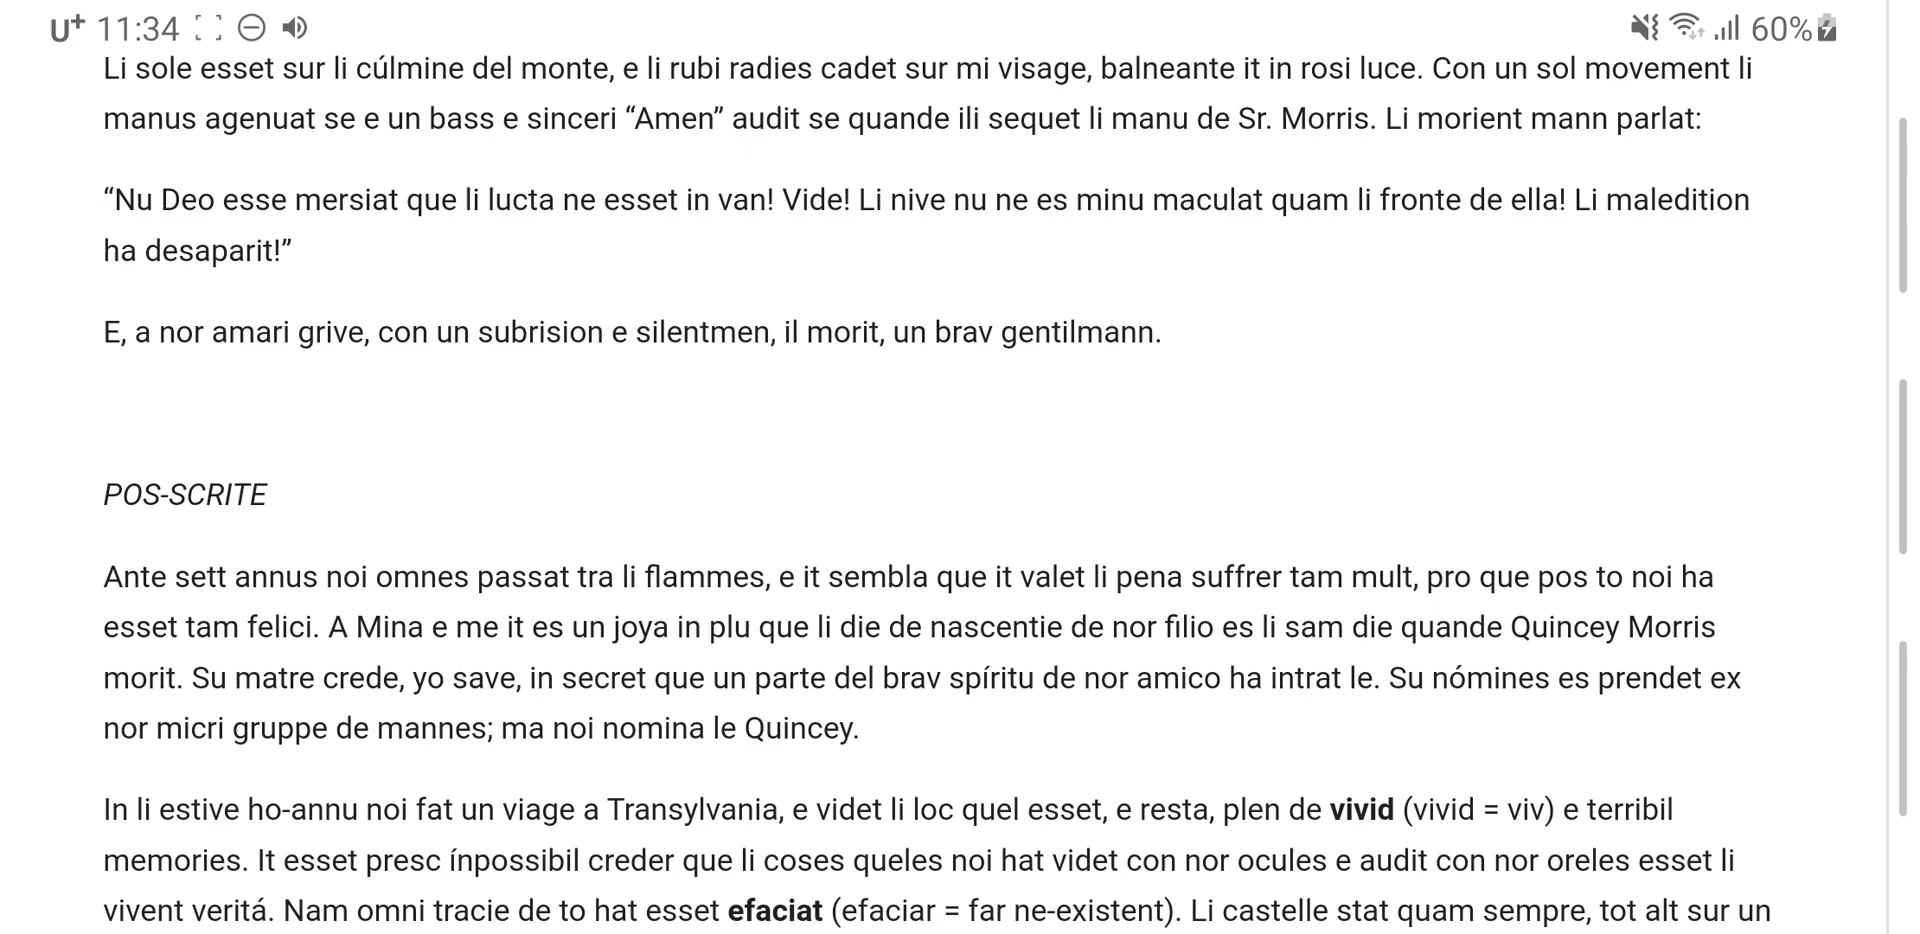 U+ 11:34 60%
Li sole esset sur li cúlmine del monte, e li rubi radies cadet sur mi visage, balneante it in rosi luce. Con un sol movement li
manus agenuat se e un bass e sinceri “Amen” audit se quande ili sequet li manu de Sr. Morris. Li morient mann parlat:
“Nu Deo esse mersiat que li lucta ne esset in van! Vide! Li nive nu ne es minu maculat quam li fronte de ella! Li maledition
ha desaparit!”
E, a nor amari grive, con un subrision e silentmen, il morit, un brav gentilmann.
POS-SCRITE
Ante sett annus noi omnes passat tra li flammes, e it sembla que it valet li pena suffrer tam mult, pro que pos to noi ha
esset tam felici. A Mina e me it es un joya in plu que li die de nascentie de nor filio es li sam die quande Quincey Morris
morit. Su matre crede, yo save, in secret que un parte del brav spíritu de nor amico ha intrat le. Su nómines es prendet ex
nor micri gruppe de mannes; ma noi nomina le Quincey.
In li estive ho-annu noi fat un viage a Transylvania, e videt li loc quel esset, e resta, plen de vivid (vivid = viv) e terribil
memories. It esset presc ínpossibil creder que li coses queles noi hat videt con nor ocules e audit con nor oreles esset li
vivent veritá. Nam omni tracie de to hat esset efaciat (efaciar = far ne-existent). Li castelle stat quam sempre, tot alt sur un